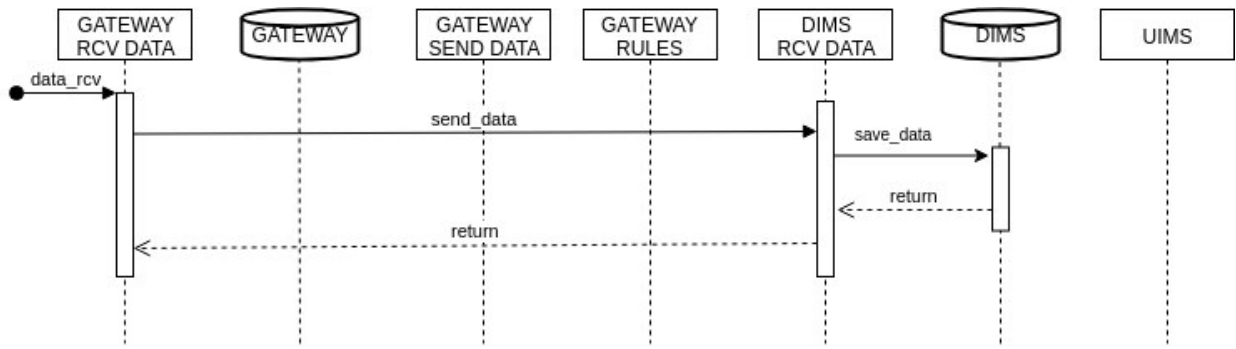 GATEWAY
RCV DATA
GATEWAY
GATEWAY
SEND DATA
GATEWAY
RULES
DIMS
RCV DATA
DIMS
UIMS
data_rcv
send_data
save_data
return
return